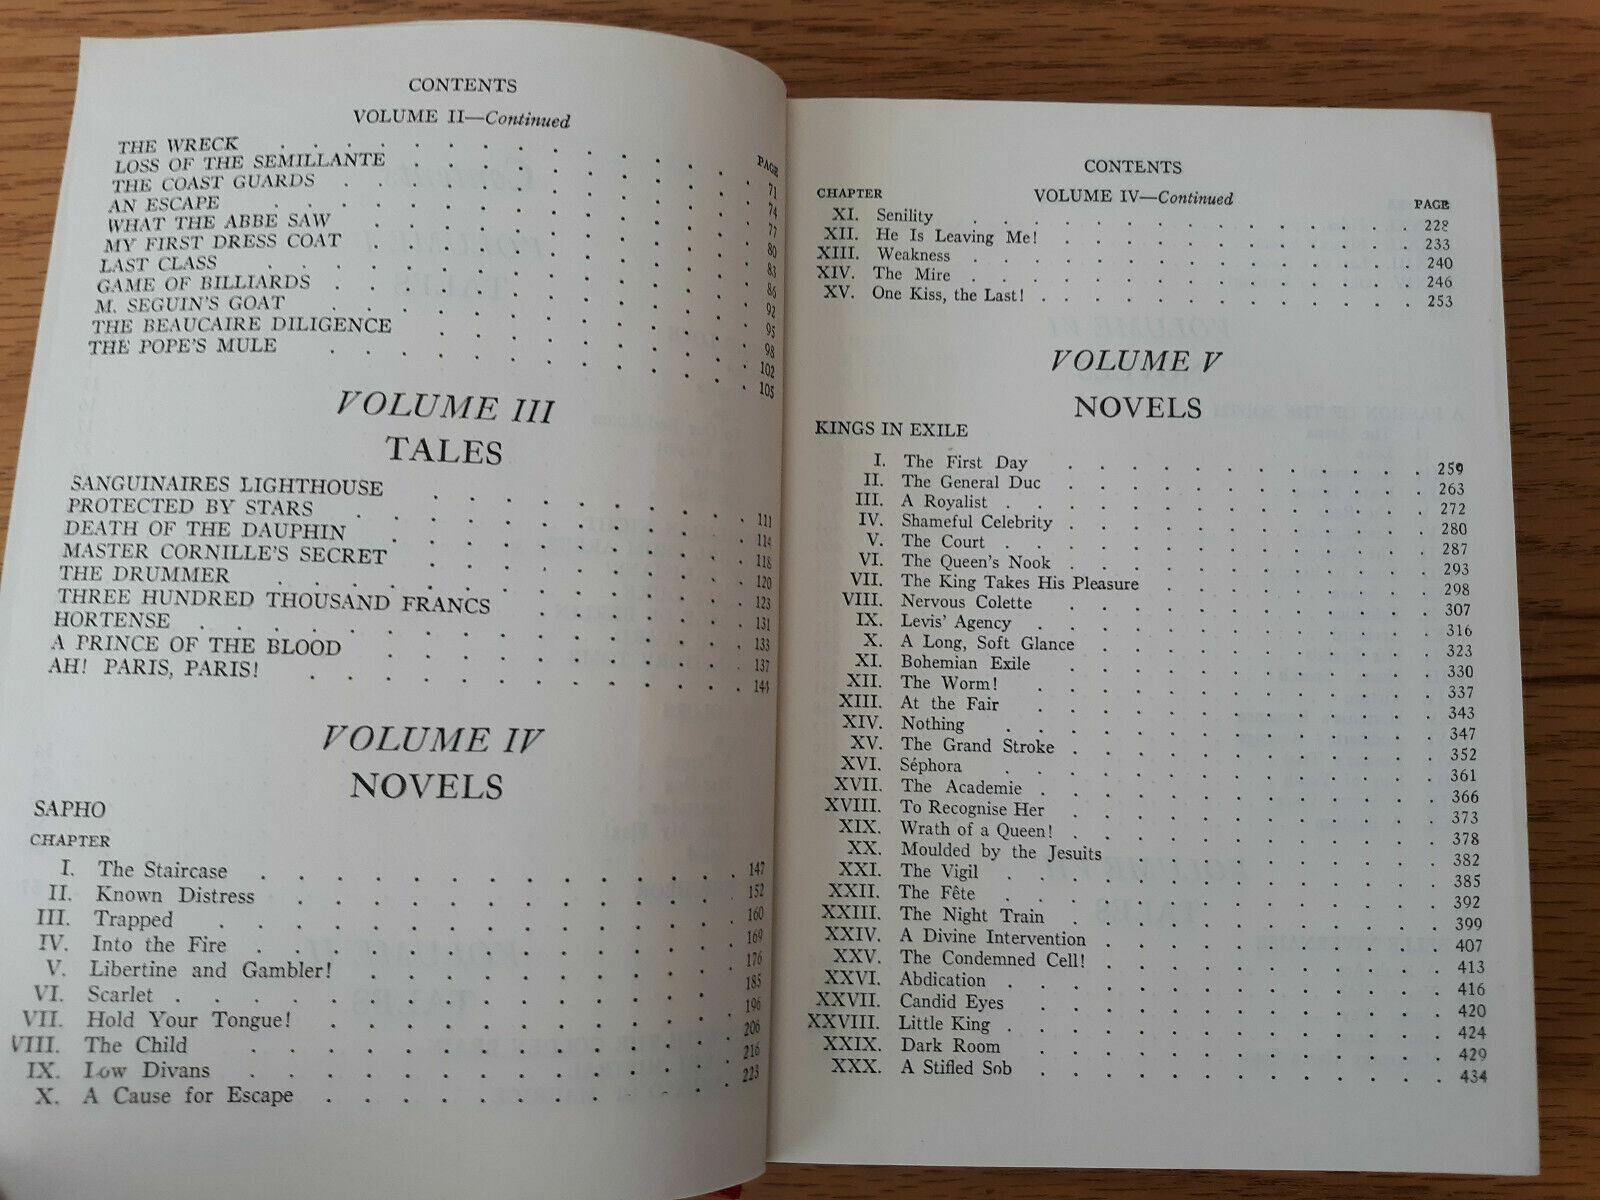 CONTENTS
VOLUME II—Continued
PAGE
THE WRECK . . . . . . . . . . . . 71
LOSS OF THE SEMILLANTE . . . . . . . . . 74
THE COAST GUARDS . . . . . . . . . . 77
AN ESCAPE . . . . . . . . . . . . 80
WHAT THE ABBE SAW . . . . . . . . . . 83
MY FIRST DRESS COAT . . . . . . . . . . 86
LAST CLASS . . . . . . . . . . . . 92
GAME OF BILLIARDS . . . . . . . . . . 95
M. SEGUIN'S GOAT . . . . . . . . . . . 98
THE BEAUCAIRE DILIGENCE . . . . . . . . . 102
THE POPE'S MULE . . . . . . . . . . . 105
VOLUME III
TALES
SANGUINAIRES LIGHTHOUSE . . . . . . . . . 111
PROTECTED BY STARS . . . . . . . . . . 114
DEATH OF THE DAUPHIN . . . . . . . . . 118
MASTER CORNILLE'S SECRET . . . . . . . . . 120
THE DRUMMER . . . . . . . . . . . . 123
THREE HUNDRED THOUSAND FRANCS . . . . . . . 131
HORTENSE . . . . . . . . . . . . . 133
A PRINCE OF THE BLOOD . . . . . . . . . 137
AH! PARIS, PARIS! . . . . . . . . . . . 144
VOLUME IV
NOVELS
SAPHO
CHAPTER
I. The Staircase . . . . . . . . . . . 147
II. Known Distress . . . . . . . . . . . 152
III. Trapped . . . . . . . . . . . . . 160
IV. Into the Fire . . . . . . . . . . . 169
V. Libertine and Gambler! . . . . . . . . . 176
VI. Scarlet . . . . . . . . . . . . . 185
VII. Hold Your Tongue! . . . . . . . . . . 196
VIII. The Child . . . . . . . . . . . . 206
IX. Low Divans . . . . . . . . . . . . 216
X. A Cause for Escape . . . . . . . . . . 223
CONTENTS
VOLUME IV—Continued
CHAPTER PAGE
XI. Senility . . . . . . . . . . . . 228
XII. He Is Leaving Me! . . . . . . . . . . 233
XIII. Weakness . . . . . . . . . . . . 240
XIV. The Mire . . . . . . . . . . . . 246
XV. One Kiss, the Last! . . . . . . . . . . 253
VOLUME V
NOVELS
KINGS IN EXILE
I. The First Day . . . . . . . . . . . 259
II. The General Duc . . . . . . . . . . . 263
III. A Royalist . . . . . . . . . . . . 272
IV. Shameful Celebrity . . . . . . . . . . 280
V. The Court . . . . . . . . . . . . 287
VI. The Queen's Nook . . . . . . . . . . 293
VII. The King Takes His Pleasure . . . . . . . . 298
VIII. Nervous Colette . . . . . . . . . . . 307
IX. Levis' Agency . . . . . . . . . . . 316
X. A Long, Soft Glance . . . . . . . . . . 323
XI. Bohemian Exile . . . . . . . . . . . 330
XII. The Worm! . . . . . . . . . . . . 337
XIII. At the Fair . . . . . . . . . . . . 343
XIV. Nothing . . . . . . . . . . . . . 347
XV. The Grand Stroke . . . . . . . . . . 352
XVI. Séphora . . . . . . . . . . . . . 361
XVII. The Academie . . . . . . . . . . . 366
XVIII. To Recognise Her . . . . . . . . . . 373
XIX. Wrath of a Queen! . . . . . . . . . . 378
XX. Moulded by the Jesuits . . . . . . . . . 382
XXI. The Vigil . . . . . . . . . . . . 385
XXII. The Fête . . . . . . . . . . . . 392
XXIII. The Night Train . . . . . . . . . . . 399
XXIV. A Divine Intervention . . . . . . . . . 407
XXV. The Condemned Cell! . . . . . . . . . 413
XXVI. Abdication . . . . . . . . . . . . 416
XXVII. Candid Eyes . . . . . . . . . . . . 420
XXVIII. Little King . . . . . . . . . . . . 424
XXIX. Dark Room . . . . . . . . . . . . 429
XXX. A Stifled Sob . . . . . . . . . . . 434